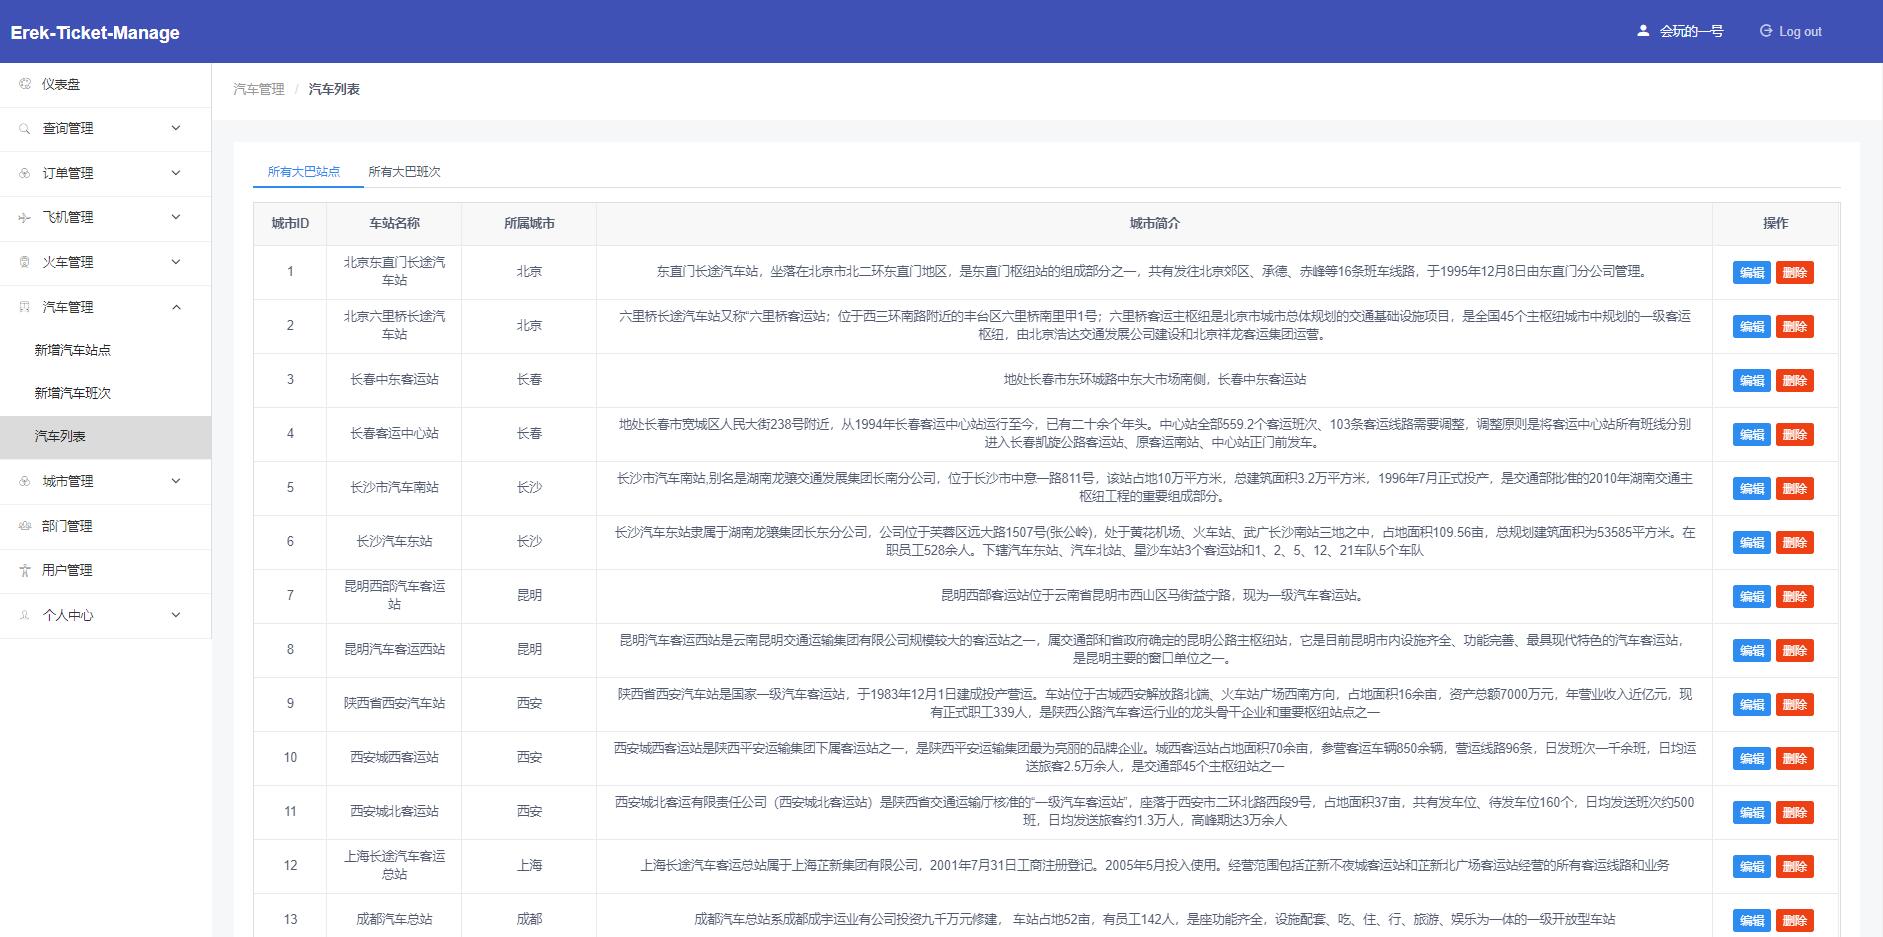 Erek-Ticket-Manage
会玩的一号
Log out
仪表盘
查询管理
订单管理
飞机管理
火车管理
汽车管理
新增汽车站点
新增汽车班次
汽车列表
城市管理
部门管理
用户管理
个人中心
汽车管理 / 汽车列表
所有大巴站点 所有大巴班次
城市ID 车站名称 所属城市 城市简介 操作
1 北京东直门长途汽
车站 北京 东直门长途汽车站，坐落在北京市北二环东直门地区，是东直门枢纽站的组成部分之一，共有发往北京郊区、承德、赤峰等16条班车线路，于1995年12月8日由东直门分公司管理。 编辑 删除
2 北京六里桥长途汽
车站 北京 六里桥长途汽车站又称“六里桥客运站；位于西三环南路附近的丰台区六里桥南里甲1号；六里桥客运主枢纽是北京市城市总体规划的交通基础设施项目，是全国45个主枢纽城市中规划的一级客运
枢纽，由北京浩达交通发展公司建设和北京祥龙客运集团运营。 编辑 删除
3 长春中东客运站 长春 地处长春市东环城路中东大市场南侧，长春中东客运站 编辑 删除
4 长春客运中心站 长春 地处长春市宽城区人民大街238号附近，从1994年长春客运中心站运行至今，已有二十余个年头。中心站全部559.2个客运班次、103条客运线路需要调整，调整原则是将客运中心站所有班线分别
进入长春凯旋公路客运站、原客运南站、中心站正门前发车。 编辑 删除
5 长沙市汽车南站 长沙 长沙市汽车南站,别名是湖南龙骧交通发展集团长南分公司，位于长沙市中意一路811号，该站占地10万平方米，总建筑面积3.2万平方米，1996年7月正式投产，是交通部批准的2010年湖南交通主
枢纽工程的重要组成部分。 编辑 删除
6 长沙汽车东站 长沙 长沙汽车东站隶属于湖南龙骧集团长东分公司，公司位于芙蓉区远大路1507号(张公岭)，处于黄花机场、火车站、武广长沙南站三地之中，占地面积109.56亩，总规划建筑面积为53585平方米。在
职员工528余人。下辖汽车东站、汽车北站、星沙车站3个客运站和1、2、5、12、21车队5个车队 编辑 删除
7 昆明西部汽车客运
站 昆明 昆明西部客运站位于云南省昆明市西山区马街益宁路，现为一级汽车客运站。 编辑 删除
8 昆明汽车客运西站 昆明 昆明汽车客运西站是云南昆明交通运输集团有限公司规模较大的客运站之一，属交通部和省政府确定的昆明公路主枢纽站，它是目前昆明市内设施齐全、功能完善、最具现代特色的汽车客运站，
是昆明主要的窗口单位之一。 编辑 删除
9 陕西省西安汽车站 西安 陕西省西安汽车站是国家一级汽车客运站，于1983年12月1日建成投产营运。车站位于古城西安解放路北端、火车站广场西南方向，占地面积16余亩，资产总额7000万元，年营业收入近亿元，现
有正式职工339人，是陕西公路汽车客运行业的龙头骨干企业和重要枢纽站点之一 编辑 删除
10 西安城西客运站 西安 西安城西客运站是陕西平安运输集团下属客运站之一，是陕西平安运输集团最为亮丽的品牌企业。城西客运站占地面积70余亩，参营客运车辆850余辆，营运线路96条，日发班次一千余班，日均运
送旅客2.5万余人，是交通部45个主枢纽站之一 编辑 删除
11 西安城北客运站 西安 西安城北客运有限责任公司（西安城北客运站）是陕西省交通运输厅核准的“一级汽车客运站”，座落于西安市二环北路西段9号，占地面积37亩，共有发车位、待发车位160个，日均发送班次约500
班，日均发送旅客约1.3万人，高峰期达3万余人 编辑 删除
12 上海长途汽车客运
总站 上海 上海长途汽车客运总站属于上海芷新集团有限公司，2001年7月31日工商注册登记。2005年5月投入使用。经营范围包括芷新不夜城客运站和芷新北广场客运站经营的所有客运线路和业务 编辑 删除
13 成都汽车总站 成都 成都汽车总站系成都成宇运业有公司投资九千万元修建， 车站占地52亩，有员工142人，是座功能齐全，设施配套、吃、住、行、旅游、娱乐为一体的一级开放型车站 编辑 删除